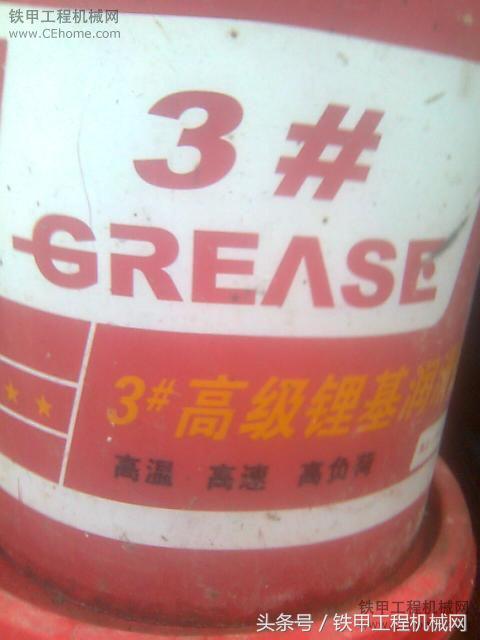 铁甲工程机械网
www.CEhome.com
3#
GREASE
3#高级锂基润滑
高温 高速 高负荷
铁甲工程机械网
头条号／铁甲工程机械网